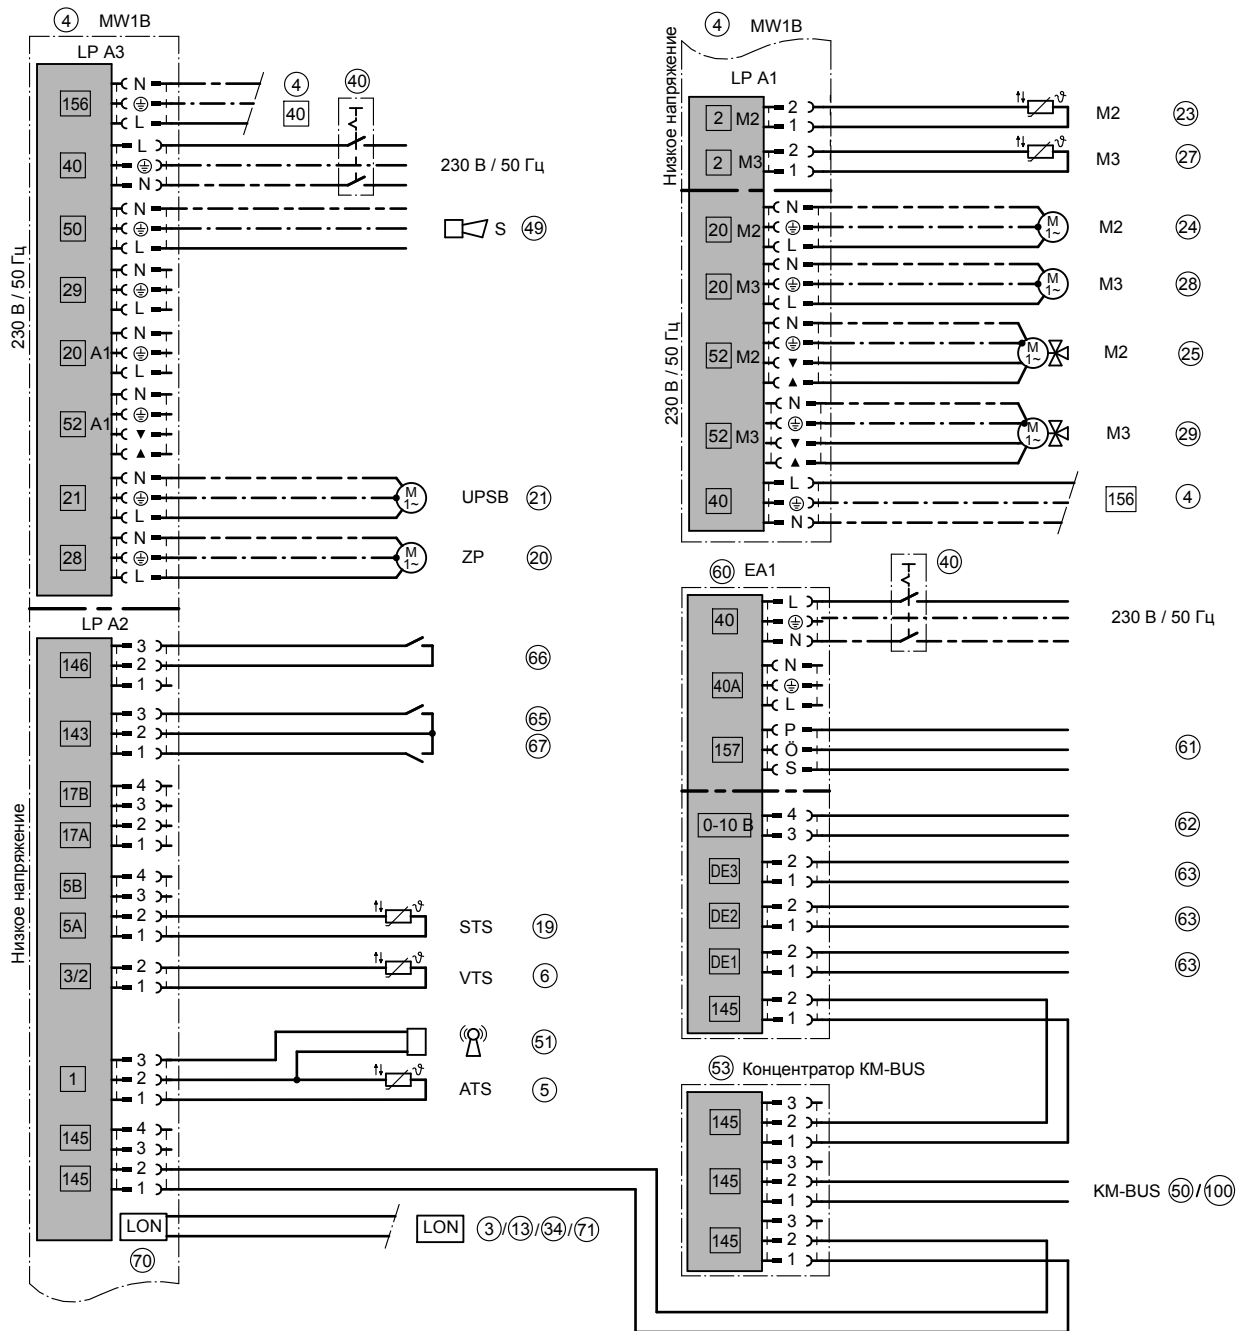 4 MW1B
LP A3
230 В / 50 Гц
156 N L
4
40
40
40 L N
230 В / 50 Гц
50 N L
S 49
29 N L
20 A1 N L
52 A1 N ▼ ▲
21 N L
M 1~
UPSB 21
28 N L
M 1~
ZP 20
LP A2
Низкое напряжение
146 3 2 1
66
143 3 2 1
65
67
17B 4 3
17A 2 1
5B 4 3
5A 2 1
ϑ
STS 19
3/2 2 1
ϑ
VTS 6
51
1 3 2 1
ϑ
ATS 5
145 4 3
145 2 1
LON
LON 3/13/34/71
70
4 MW1B
Низкое напряжение
LP A1
2 M2 2 1
ϑ
M2 23
2 M3 2 1
ϑ
M3 27
230 В / 50 Гц
20 M2 N L
M 1~
M2 24
20 M3 N L
M 1~
M3 28
52 M2 N ▼ ▲
M 1~
M2 25
52 M3 N ▼ ▲
M 1~
M3 29
40 L N
156 4
60 EA1
40
40 L N
230 В / 50 Гц
40A N L
157 P Ö S
61
0-10 В 4 3
62
DE3 2 1
63
DE2 2 1
63
DE1 2 1
63
145 2 1
53 Концентратор KM-BUS
145 3 2 1
145 3 2 1
KM-BUS 50/100
145 3 2 1